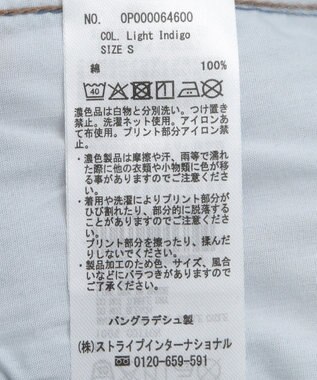 NO. OP000064600
COL. Light Indigo
SIZE S
綿 100%
40
濃色品は白物と分別洗い。つけ置き
禁止。洗濯ネット使用。アイロンあ
て布使用。プリント部分アイロン禁
止。
・濃色製品は摩擦や汗、雨等で濡
れた際に他の衣類や小物類に色が移
る事がありますのでご注意くださ
い。
・着用や洗濯によりプリント部分が
ひび割れたり、部分的に脱落するこ
とがありますのでご注意ください。
プリント部分を擦ったり、揉んだ
りしないでください。
・製品加工のため色、サイズ、風合
いなどにバラつきがありますのでご
了承ください。
バングラデシュ製
(株)ストライプインターナショナル
0120-659-591